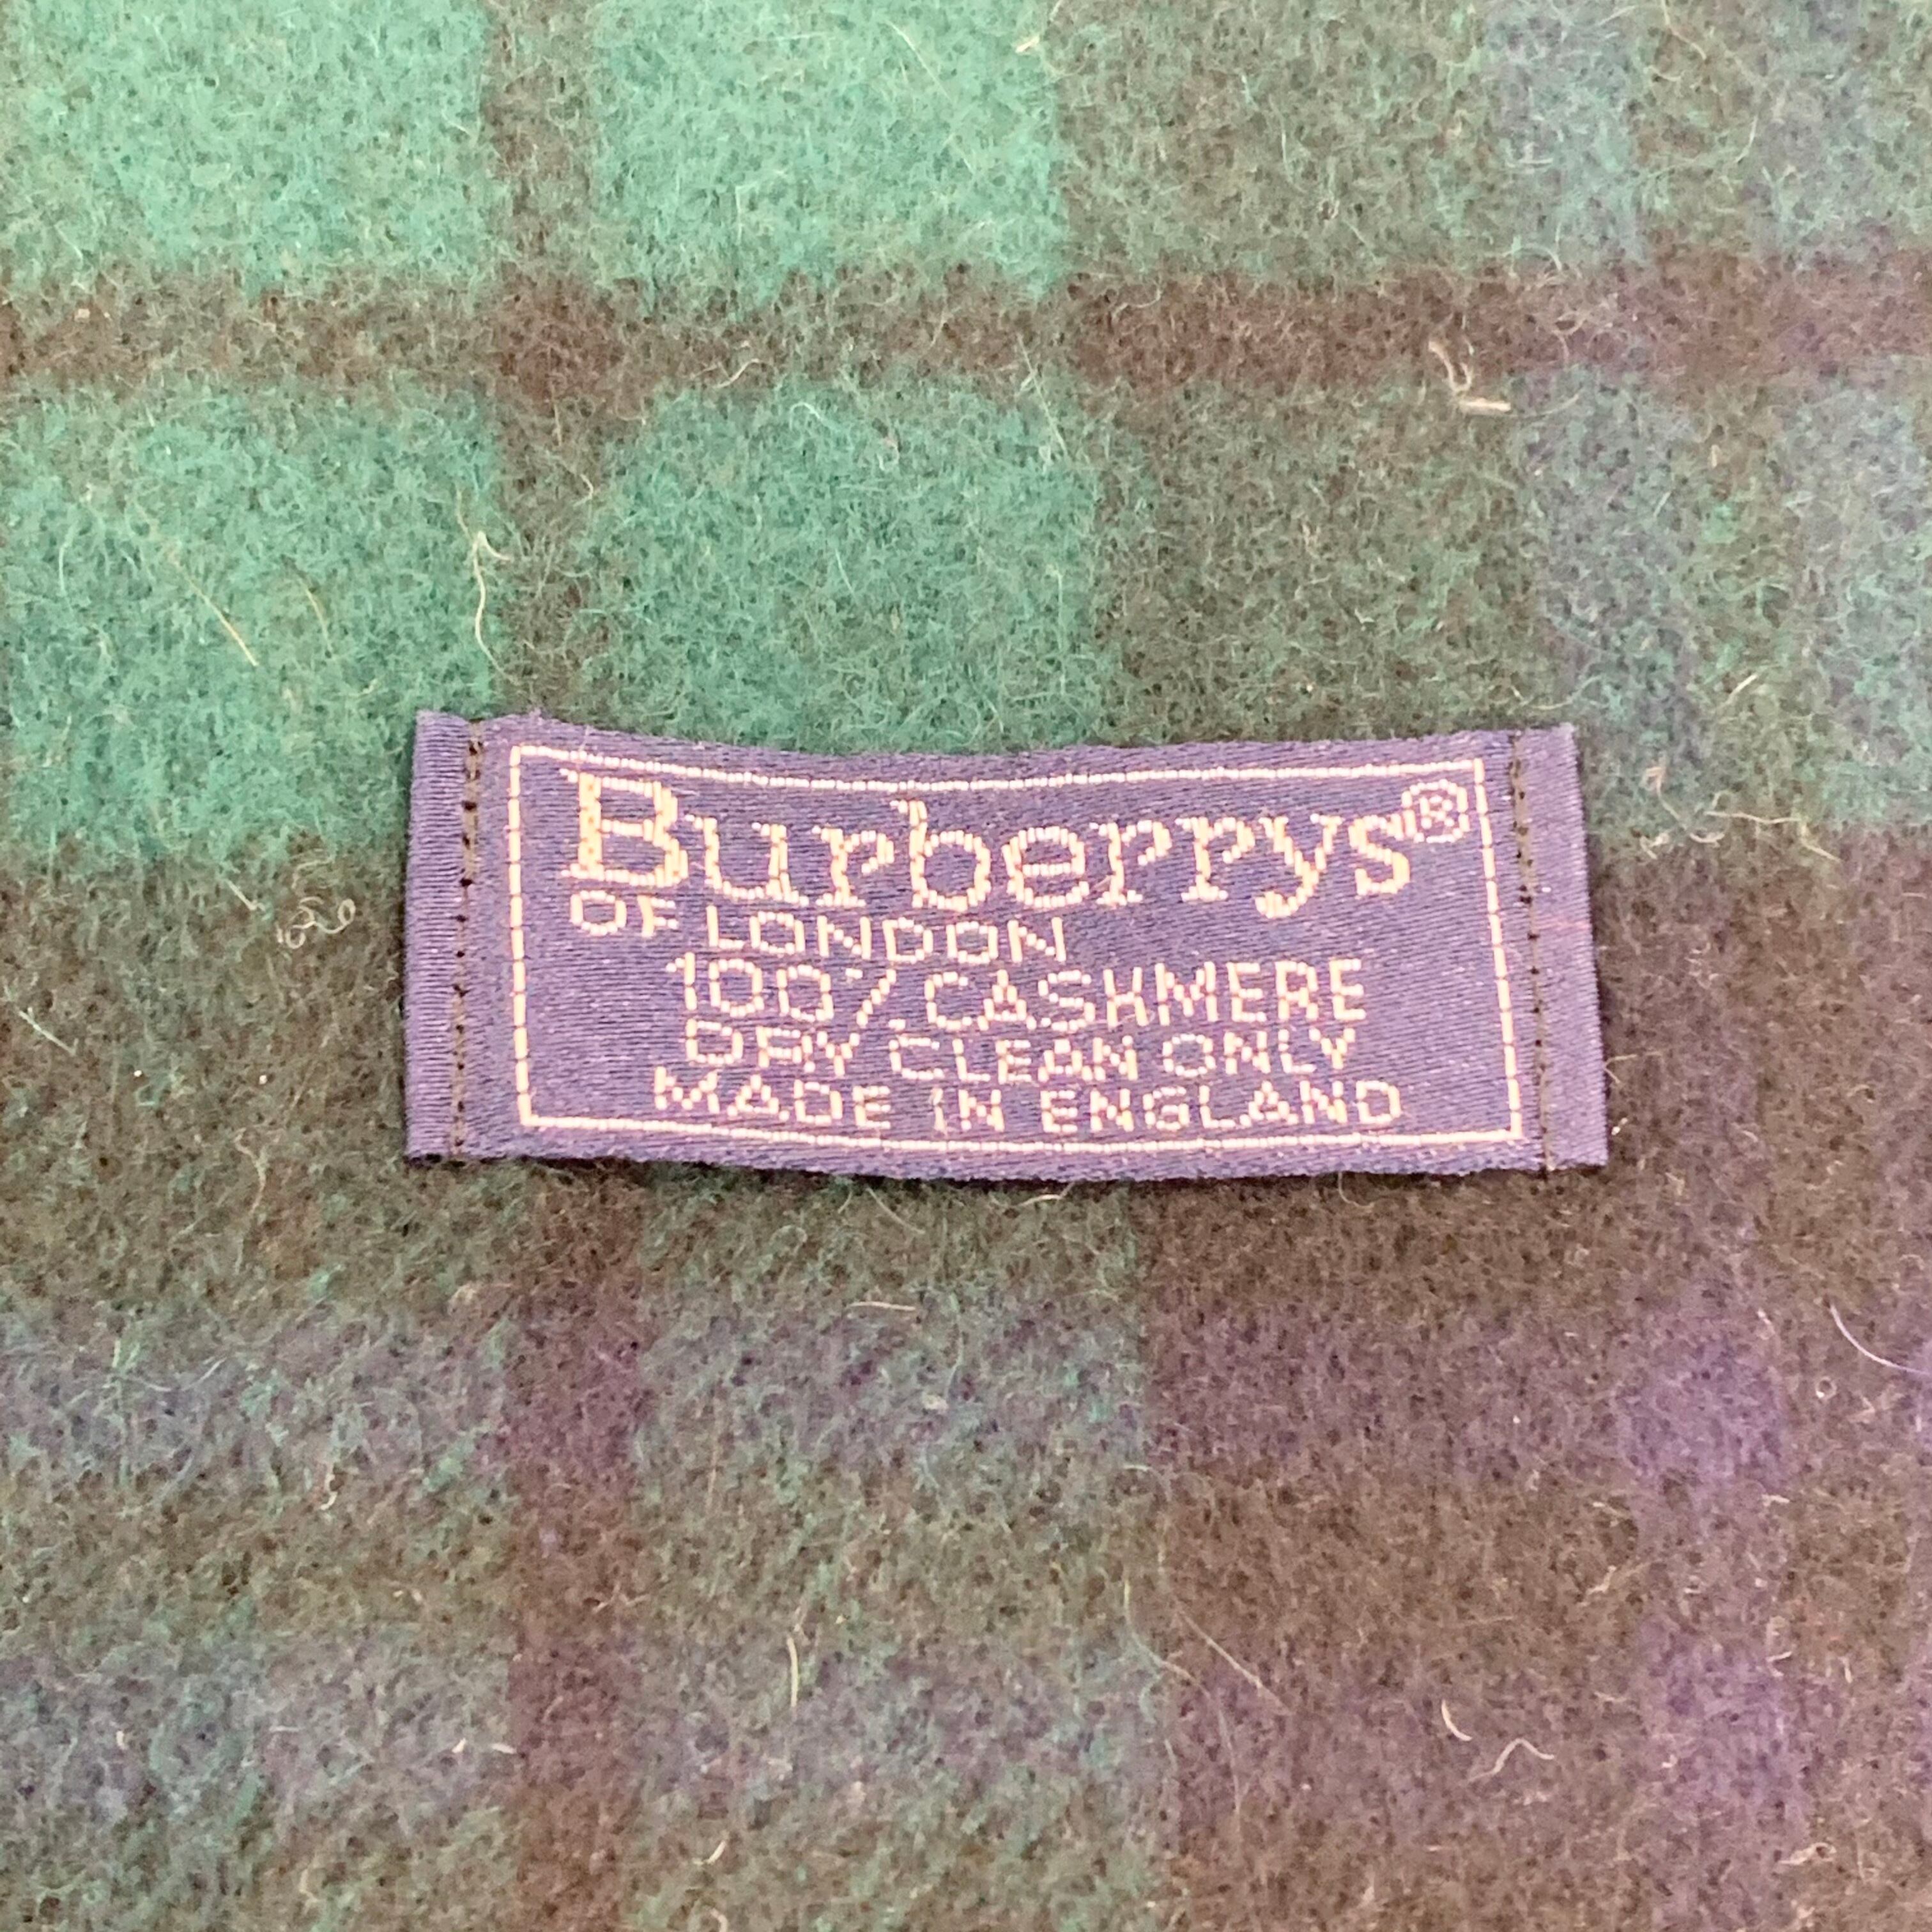 Burberrys®
OF LONDON
100% CASHMERE
DRY CLEAN ONLY
MADE IN ENGLAND